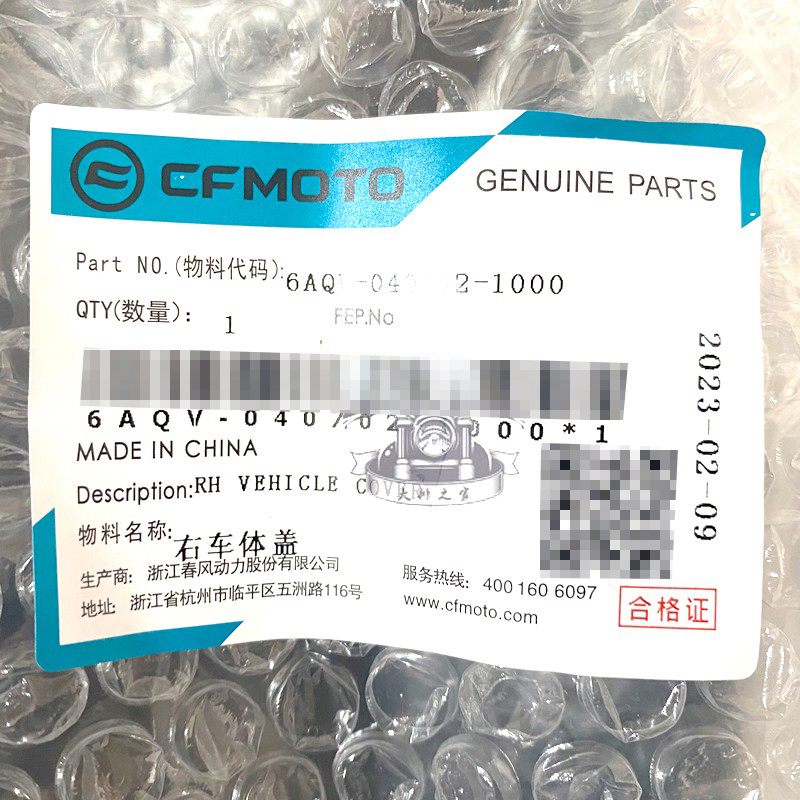 CFMOTO
GENUINE PARTS
Part NO.(物料代码):
QTY(数量): 1
FEP.No
MADE IN CHINA
Description:RH VEHICLE COVER
物料名称:右车体盖
生产商: 浙江春风动力股份有限公司
地址: 浙江省杭州市临平区五洲路116号
服务热线: 400 160 6097
www.cfmoto.com
合格证
2023-02-09